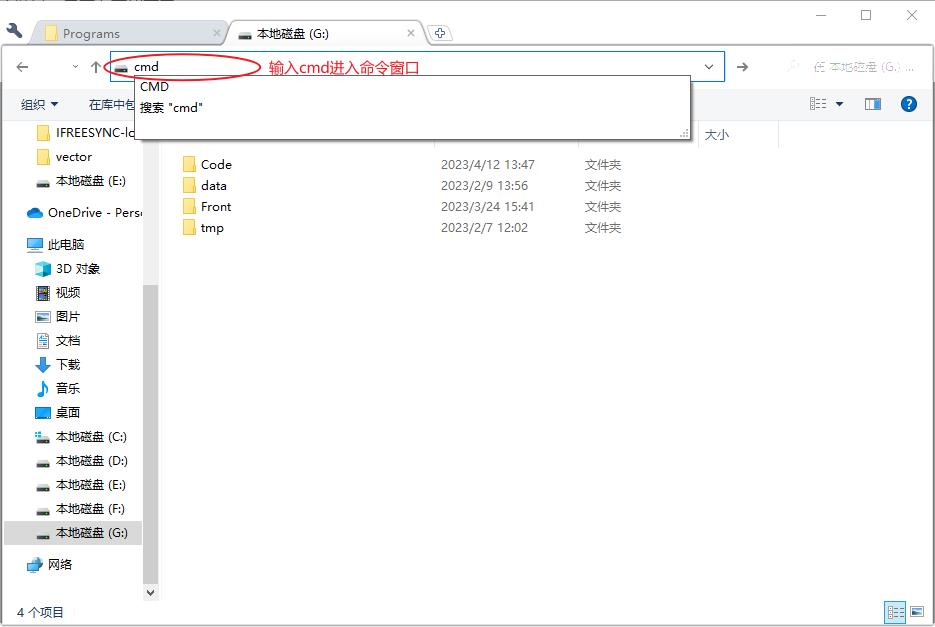 Programs
本地磁盘 (G:)
cmd
输入cmd进入命令窗口
在 本地磁盘 (G:) ...
CMD
搜索 "cmd"
组织
在库中包
大小
IFREESYNC-lo
vector
本地磁盘 (E:)
OneDrive - Pers
此电脑
3D 对象
视频
图片
文档
下载
音乐
桌面
本地磁盘 (C:)
本地磁盘 (D:)
本地磁盘 (E:)
本地磁盘 (F:)
本地磁盘 (G:)
网络
Code 2023/4/12 13:47 文件夹
data 2023/2/9 13:56 文件夹
Front 2023/3/24 15:41 文件夹
tmp 2023/2/7 12:02 文件夹
4 个项目